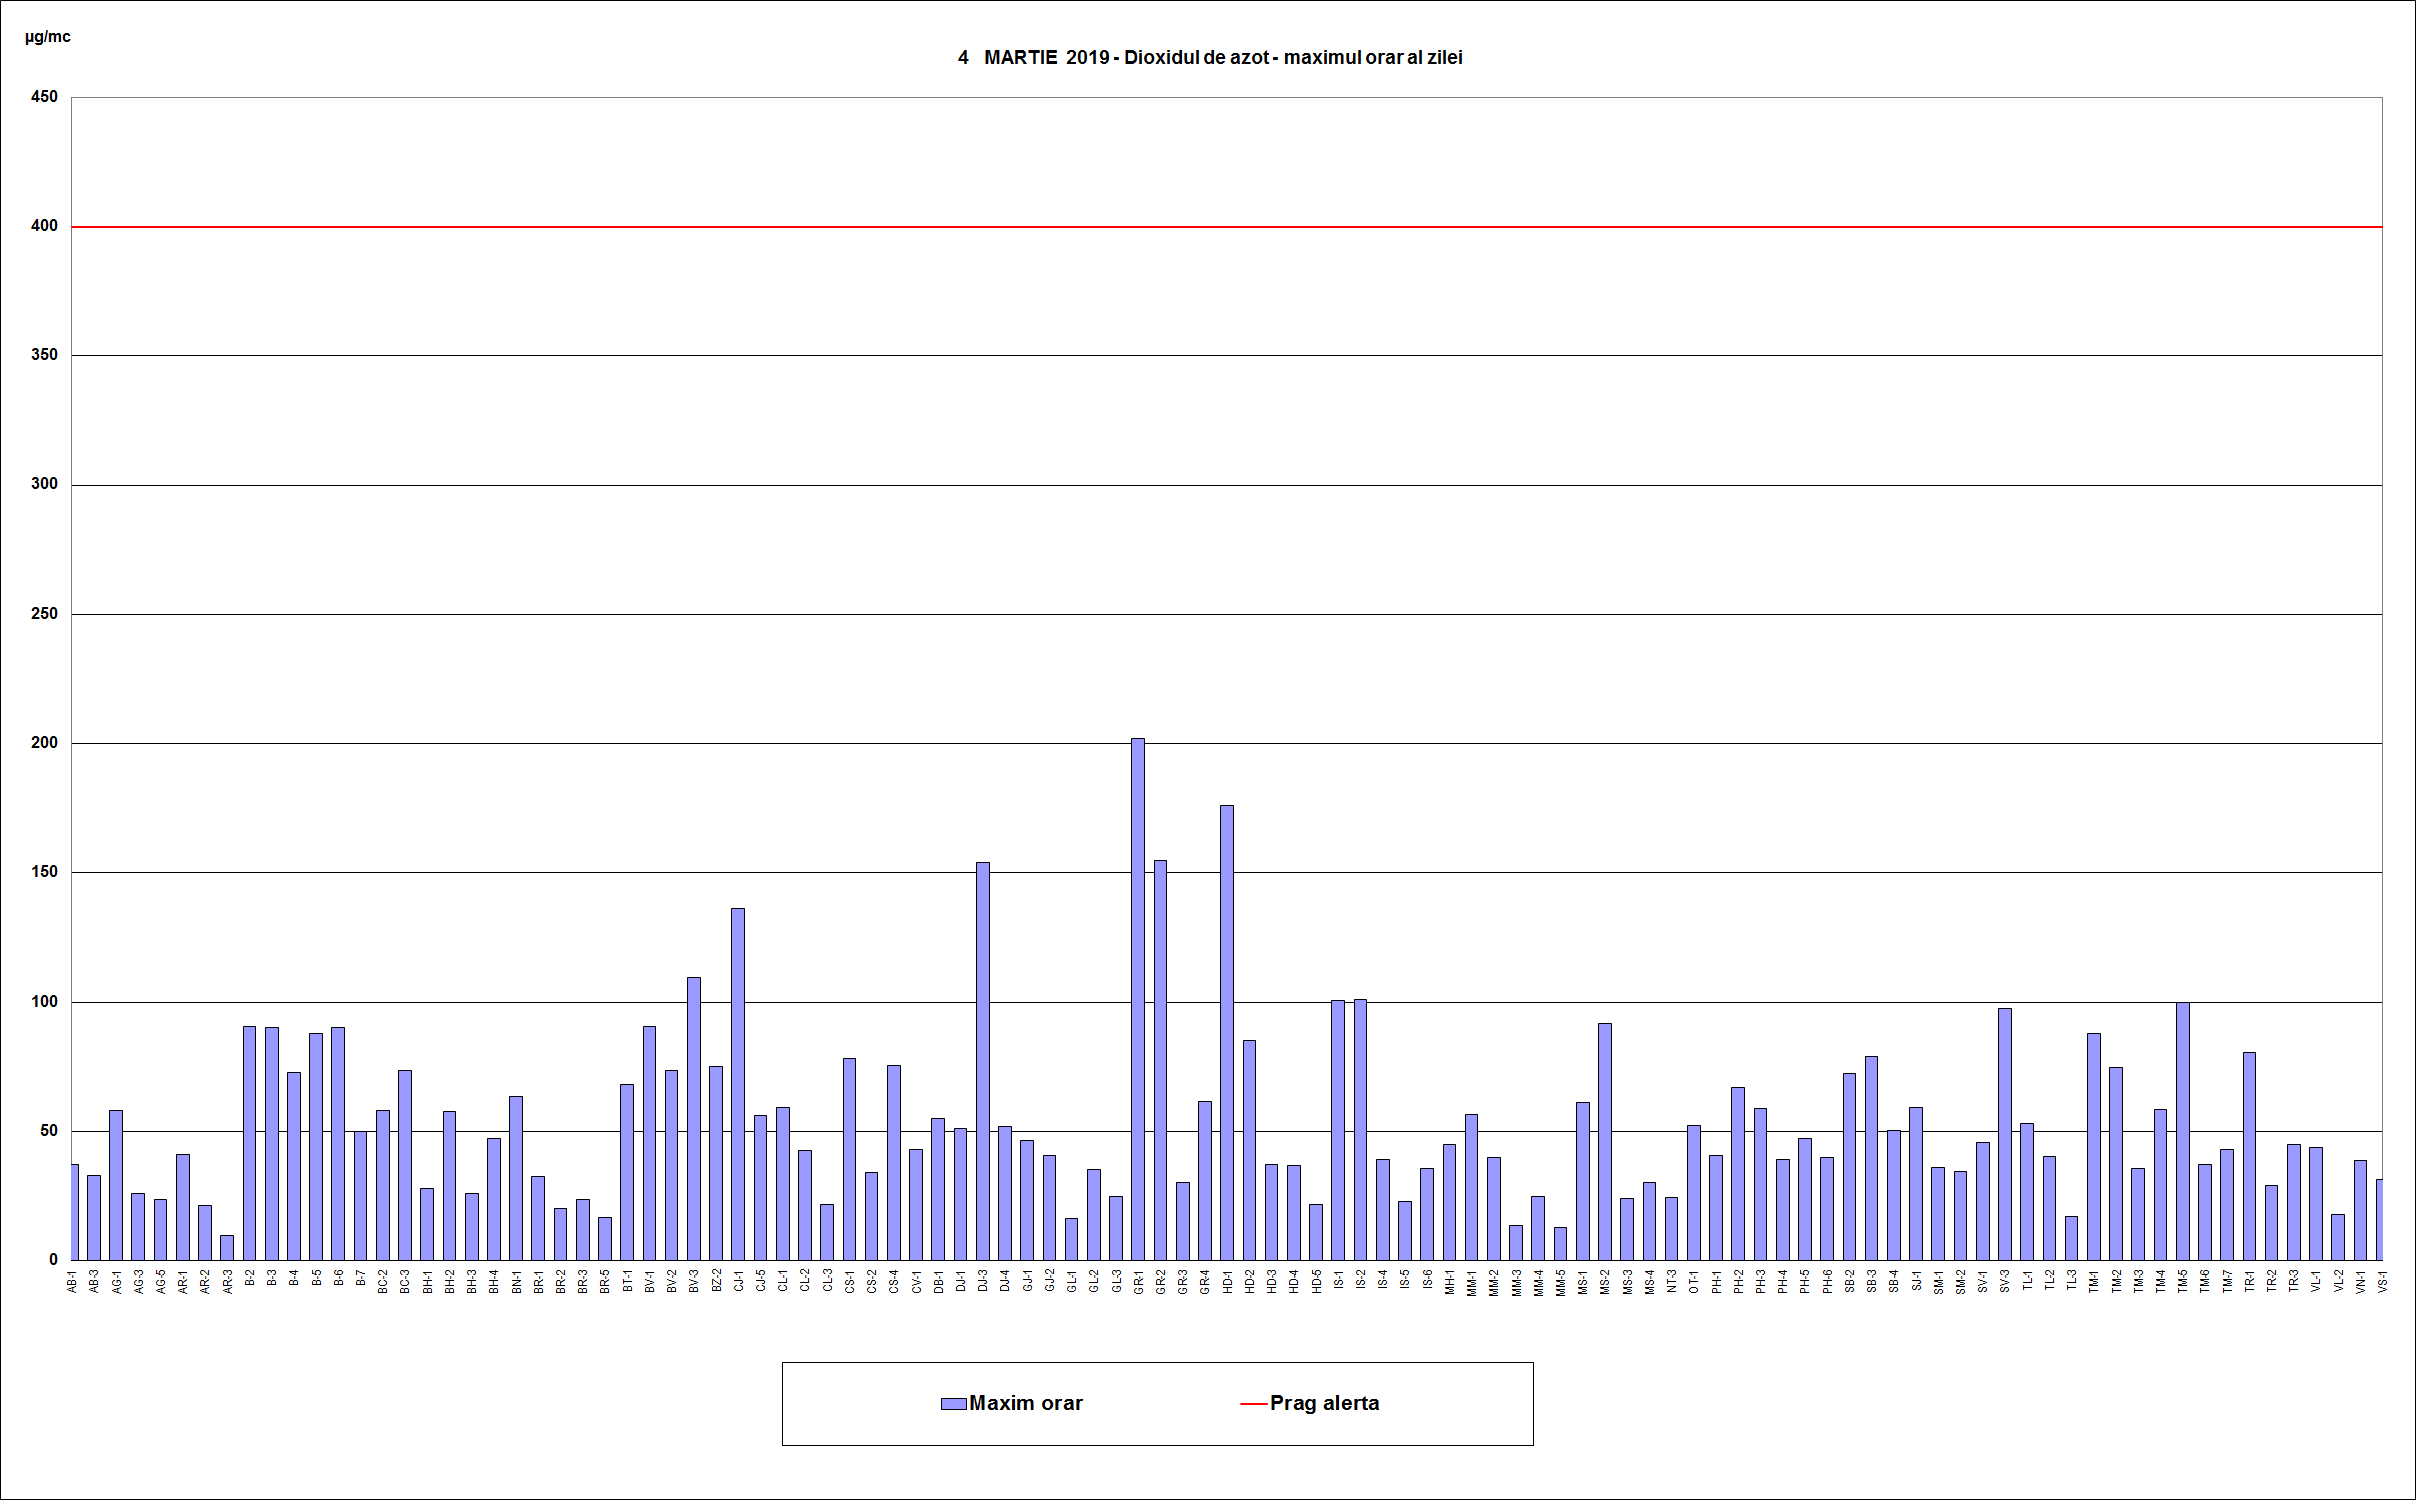 µg/mc
4 MARTIE 2019 - Dioxidul de azot - maximul orar al zilei
450
400
350
300
250
200
150
100
50
0
AB-1 AB-3 AG-1 AG-3 AG-5 AR-1 AR-2 AR-3 B-2 B-3 B-4 B-5 B-6 B-7 BC-2 BC-3 BH-1 BH-2 BH-3 BH-4 BN-1 BR-1 BR-2 BR-3 BR-5 BT-1 BV-1 BV-2 BV-3 BZ-2 CJ-1 CJ-5 CL-1 CL-2 CL-3 CS-1 CS-2 CS-4 CV-1 DB-1 DJ-1 DJ-3 DJ-4 GJ-1 GJ-2 GL-1 GL-2 GL-3 GR-1 GR-2 GR-3 GR-4 HD-1 HD-2 HD-3 HD-4 HD-5 IS-1 IS-2 IS-4 IS-5 IS-6 MH-1 MM-1 MM-2 MM-3 MM-4 MM-5 MS-1 MS-2 MS-3 MS-4 NT-3 OT-1 PH-1 PH-2 PH-3 PH-4 PH-5 PH-6 SB-2 SB-3 SB-4 SJ-1 SM-1 SM-2 SV-1 SV-3 TL-1 TL-2 TL-3 TM-1 TM-2 TM-3 TM-4 TM-5 TM-6 TM-7 TR-1 TR-2 TR-3 VL-1 VL-2 VN-1 VS-1
Maxim orar Prag alerta